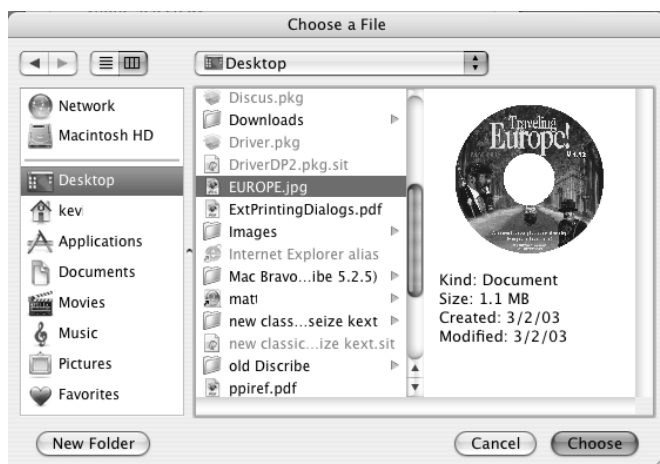 Choose a File
Desktop
Network
Macintosh HD
Desktop
kev
Applications
Documents
Movies
Music
Pictures
Favorites
Discus.pkg
Downloads
Driver.pkg
DriverDP2.pkg.sit
EUROPE.jpg
ExtPrintingDialogs.pdf
Images
Internet Explorer alias
Mac Bravo...ibe 5.2.5)
matt
new class...seize kext
new classic...ize kext.sit
old Discribe
ppiref.pdf
Traveling
Europe!
Kind: Document
Size: 1.1 MB
Created: 3/2/03
Modified: 3/2/03
New Folder
Cancel
Choose